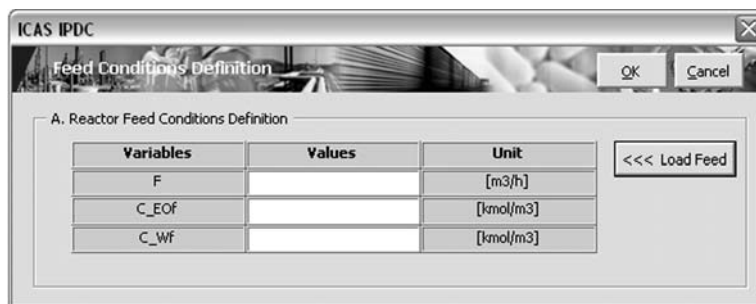 ICAS IPDC
Feed Conditions Definition
OK
Cancel
A. Reactor Feed Conditions Definition
Variables Values Unit
<<< Load Feed
F [m3/h]
C_EOf [kmol/m3]
C_Wf [kmol/m3]